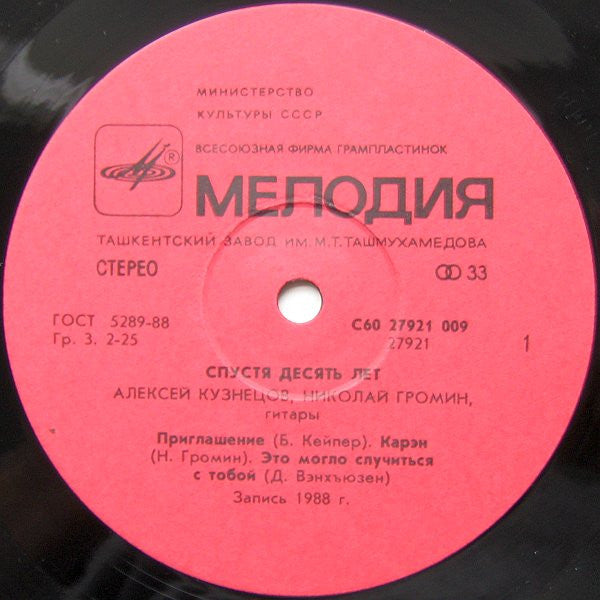 МИНИСТЕРСТВО
КУЛЬТУРЫ СССР
ВСЕСОЮЗНАЯ ФИРМА ГРАМПЛАСТИНОК
®
МЕЛОДИЯ
ТАШКЕНТСКИЙ ЗАВОД ИМ. М.Т.ТАШМУХАМЕДОВА
СТЕРЕО 33
ГОСТ 5289-88 С60 27921 009
Гр. 3. 2-25 27921 1
СПУСТЯ ДЕСЯТЬ ЛЕТ
АЛЕКСЕЙ КУЗНЕЦОВ, НИКОЛАЙ ГРОМИН,
гитары
Приглашение (Б. Кейпер). Карэн
(Н. Громин). Это могло случиться
с тобой (Д. Вэнхъюзен)
Запись 1988 г.